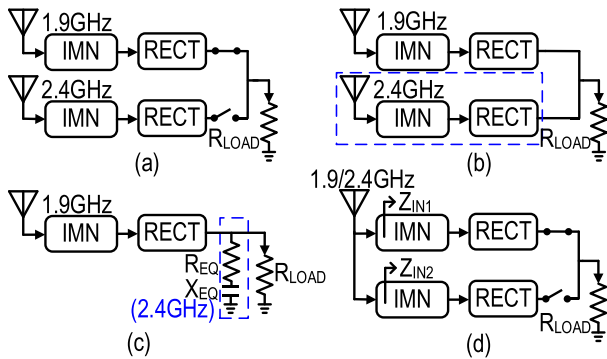 1.9GHz
IMN RECT
2.4GHz
IMN RECT
RLOAD
(a)
1.9GHz
IMN RECT
2.4GHz
IMN RECT
RLOAD
(b)
1.9GHz
IMN RECT
REQ
XEQ
RLOAD
(2.4GHz)
(c)
1.9/2.4GHz
ZIN1
IMN RECT
ZIN2
IMN RECT
RLOAD
(d)